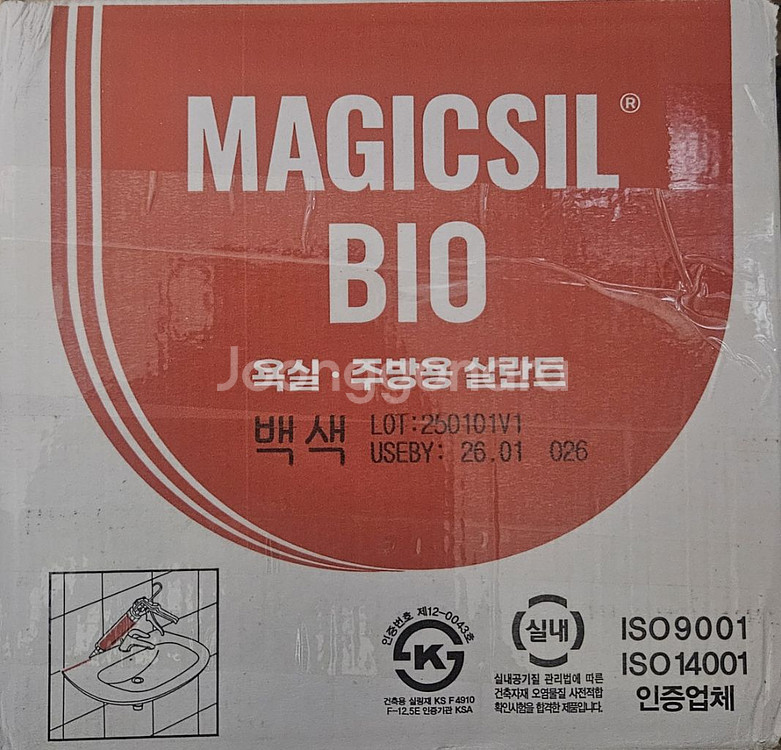 MAGICSIL®
BIO
욕실·주방용 실란트
백색
LOT:250101V1
USEBY: 26.01 026
인증번호 제12-0043호
K
건축용 실링재 KS F 4910
F-12.5E 인증기관 KSA
실내
실내공기질 관리법에 따른
건축자재 오염물질 사전적합
확인시험을 합격한 제품입니다.
ISO9001
ISO14001
인증업체